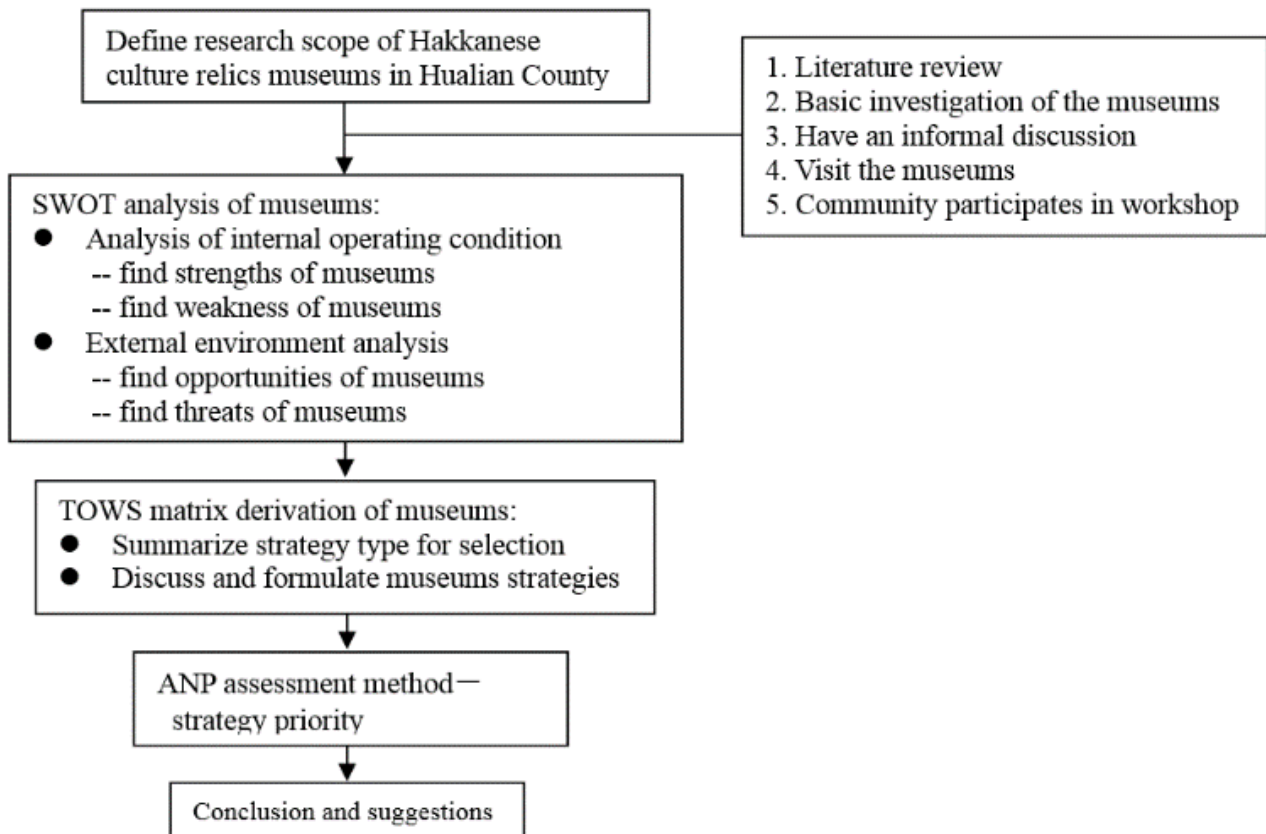 Define research scope of Hakkanese
culture relics museums in Hualian County
1. Literature review
2. Basic investigation of the museums
3. Have an informal discussion
4. Visit the museums
5. Community participates in workshop
SWOT analysis of museums:
● Analysis of internal operating condition
-- find strengths of museums
-- find weakness of museums
● External environment analysis
-- find opportunities of museums
-- find threats of museums
TOWS matrix derivation of museums:
● Summarize strategy type for selection
● Discuss and formulate museums strategies
ANP assessment method—
strategy priority
Conclusion and suggestions